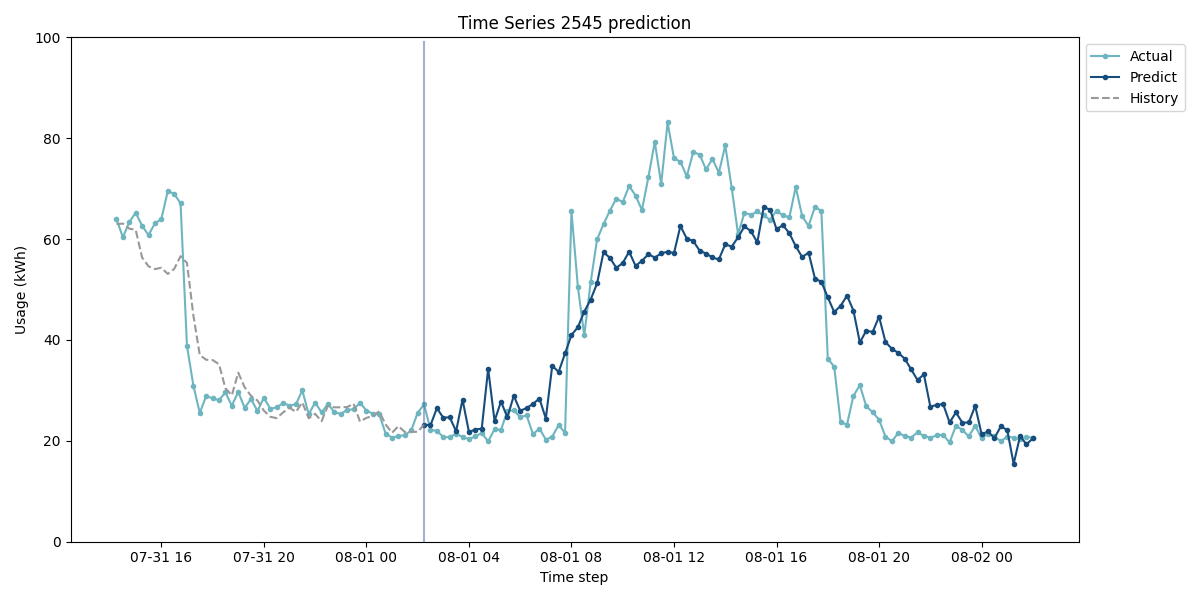 Time Series 2545 prediction
100
80
60
40
20
0
Usage (kWh)
07-31 16
07-31 20
08-01 00
08-01 04
08-01 08
08-01 12
08-01 16
08-01 20
08-02 00
Time step
Actual
Predict
History